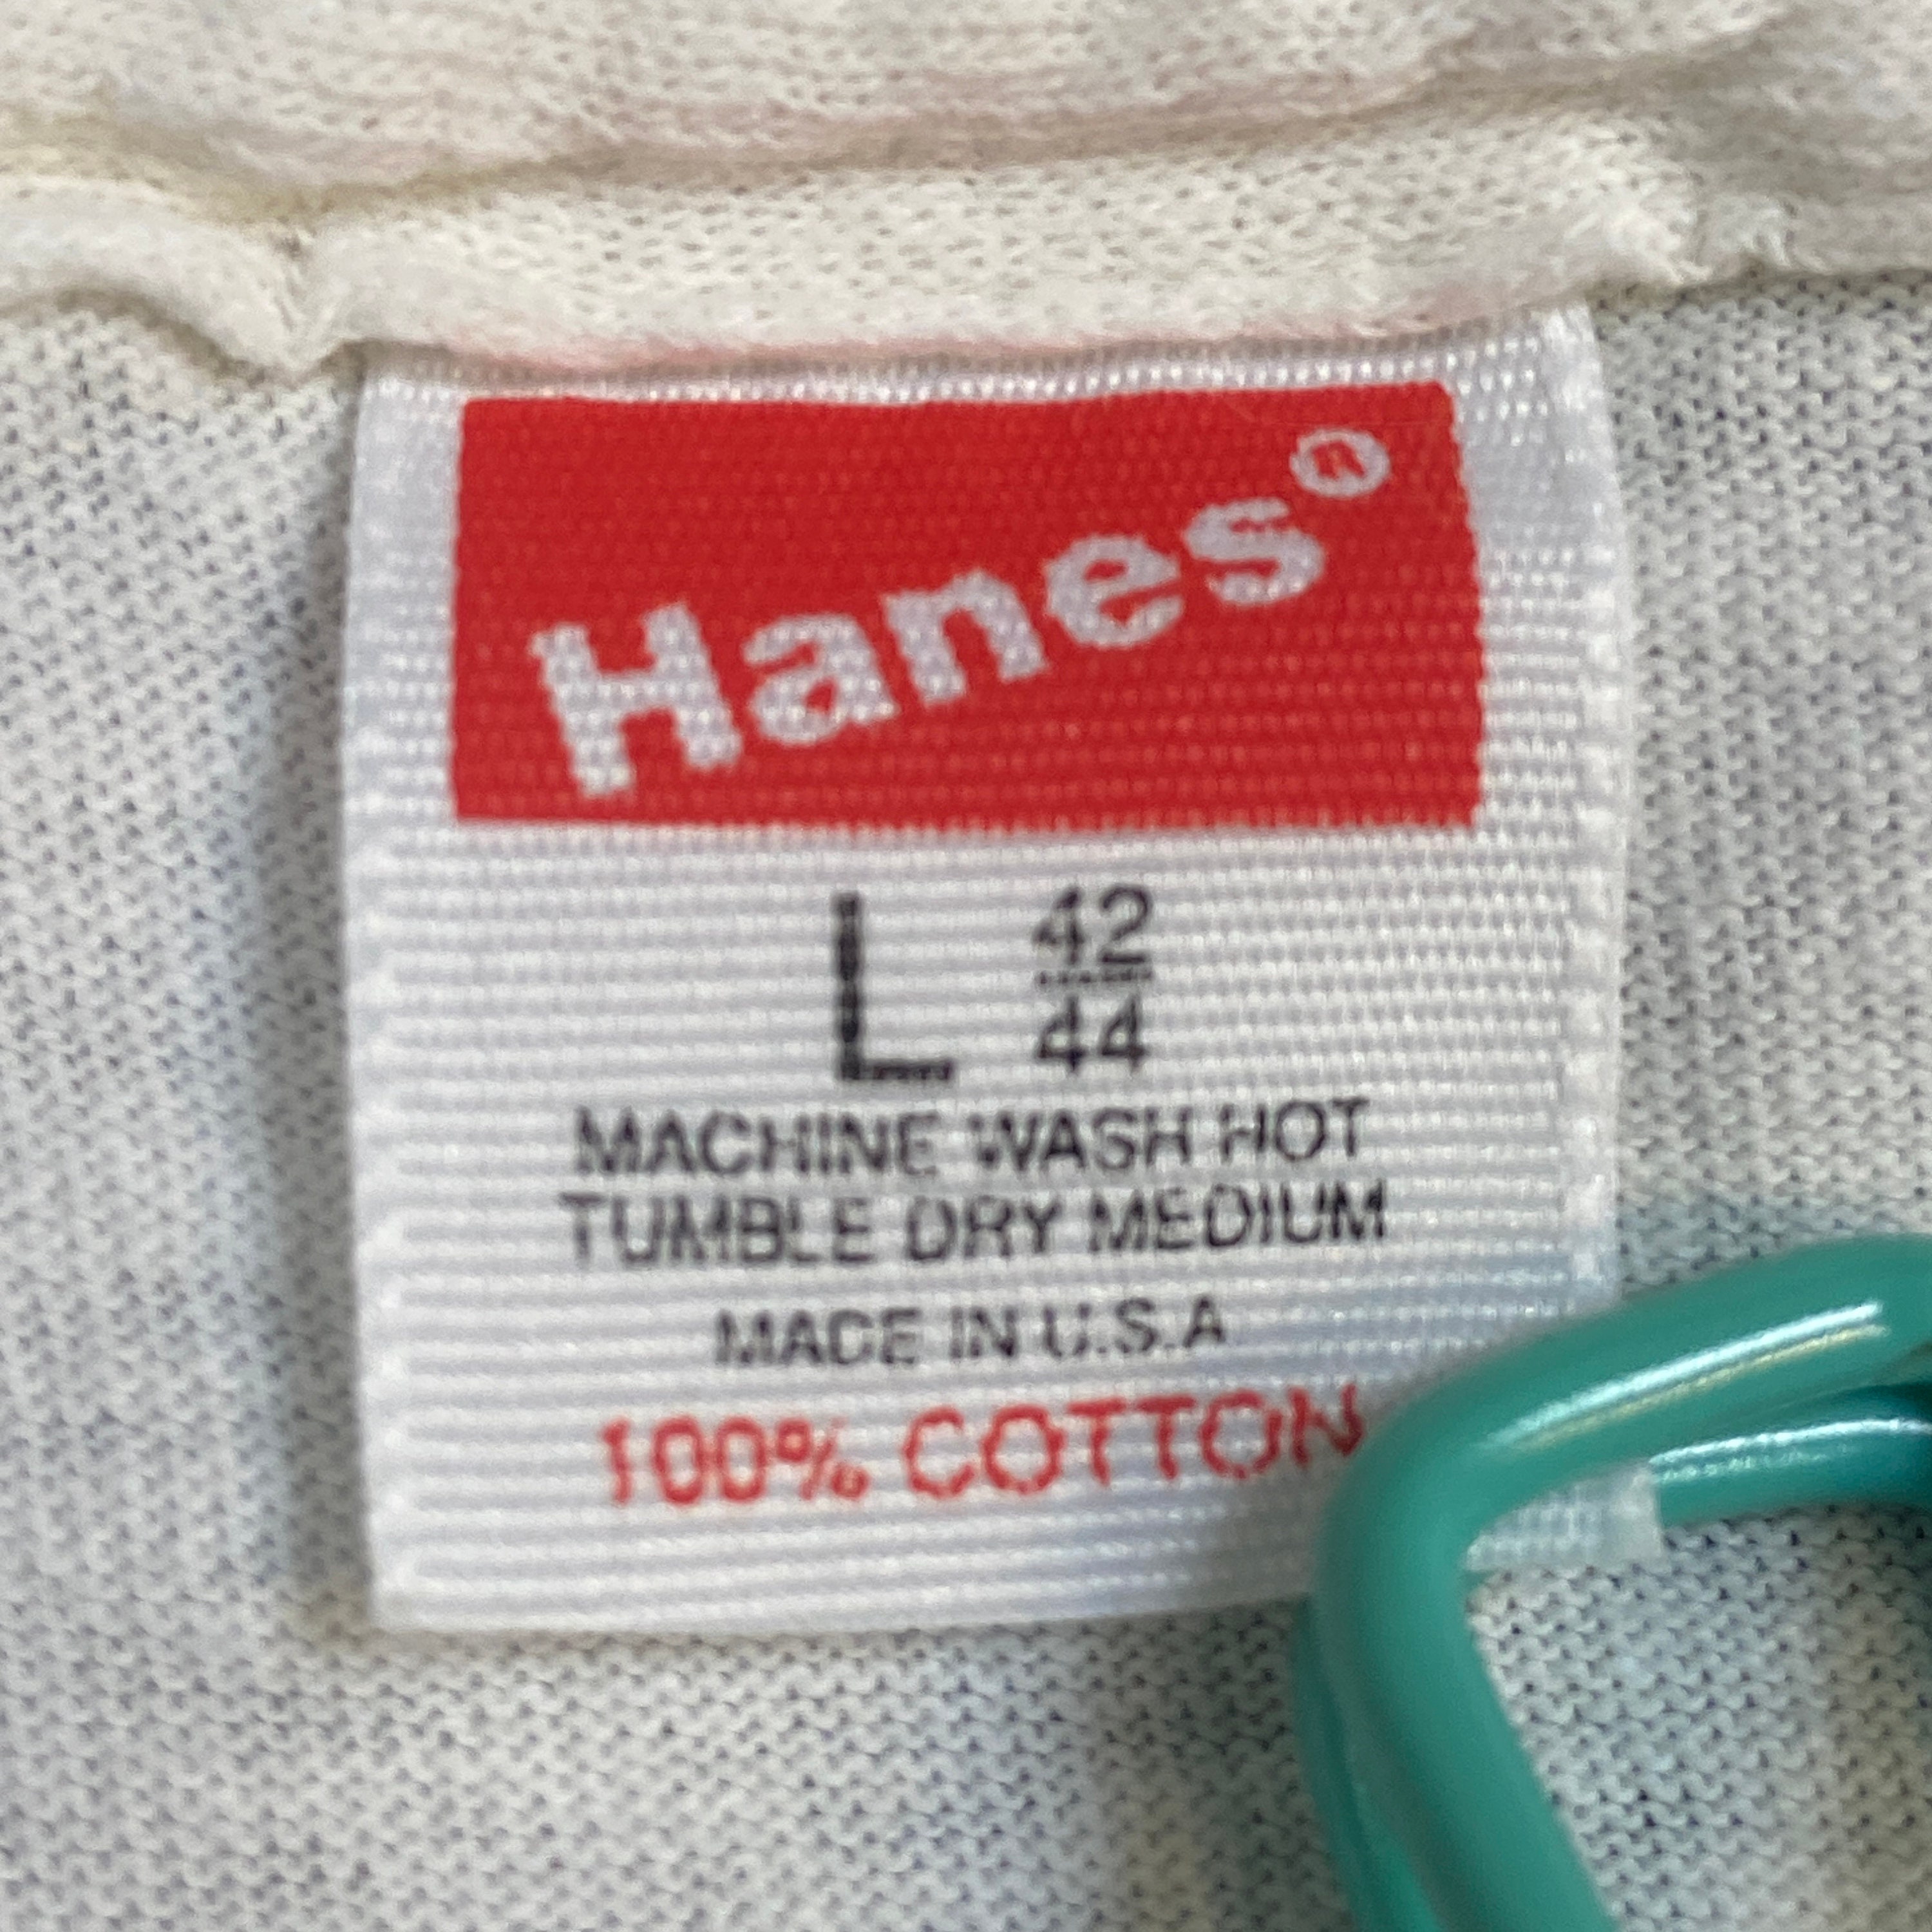 Hanes®
L 42
44
MACHINE WASH HOT
TUMBLE DRY MEDIUM
MADE IN U.S.A
100% COTTON